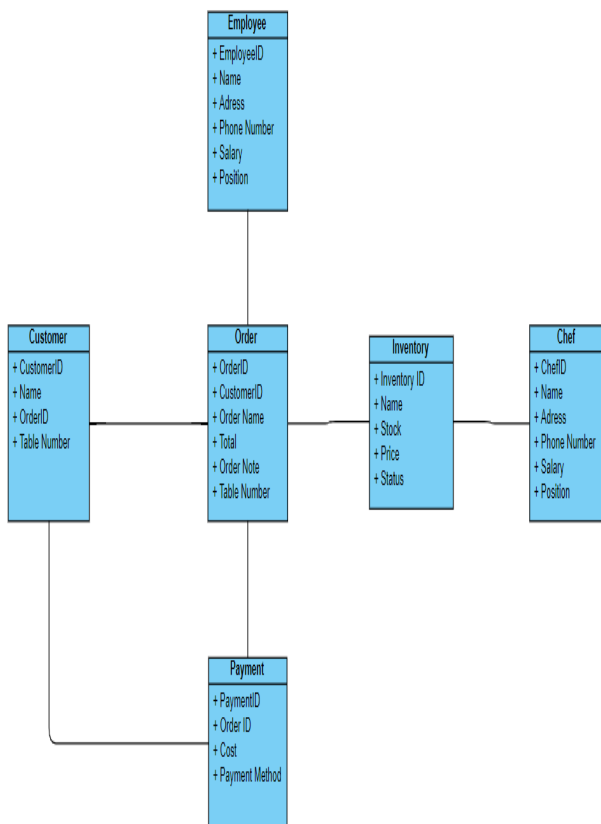 Employee
+ EmployeeID
+ Name
+ Adress
+ Phone Number
+ Salary
+ Position
Customer
+ CustomerID
+ Name
+ OrderID
+ Table Number
Order
+ OrderID
+ CustomerID
+ Order Name
+ Total
+ Order Note
+ Table Number
Inventory
+ Inventory ID
+ Name
+ Stock
+ Price
+ Status
Chef
+ ChefID
+ Name
+ Adress
+ Phone Number
+ Salary
+ Position
Payment
+ PaymentID
+ Order ID
+ Cost
+ Payment Method